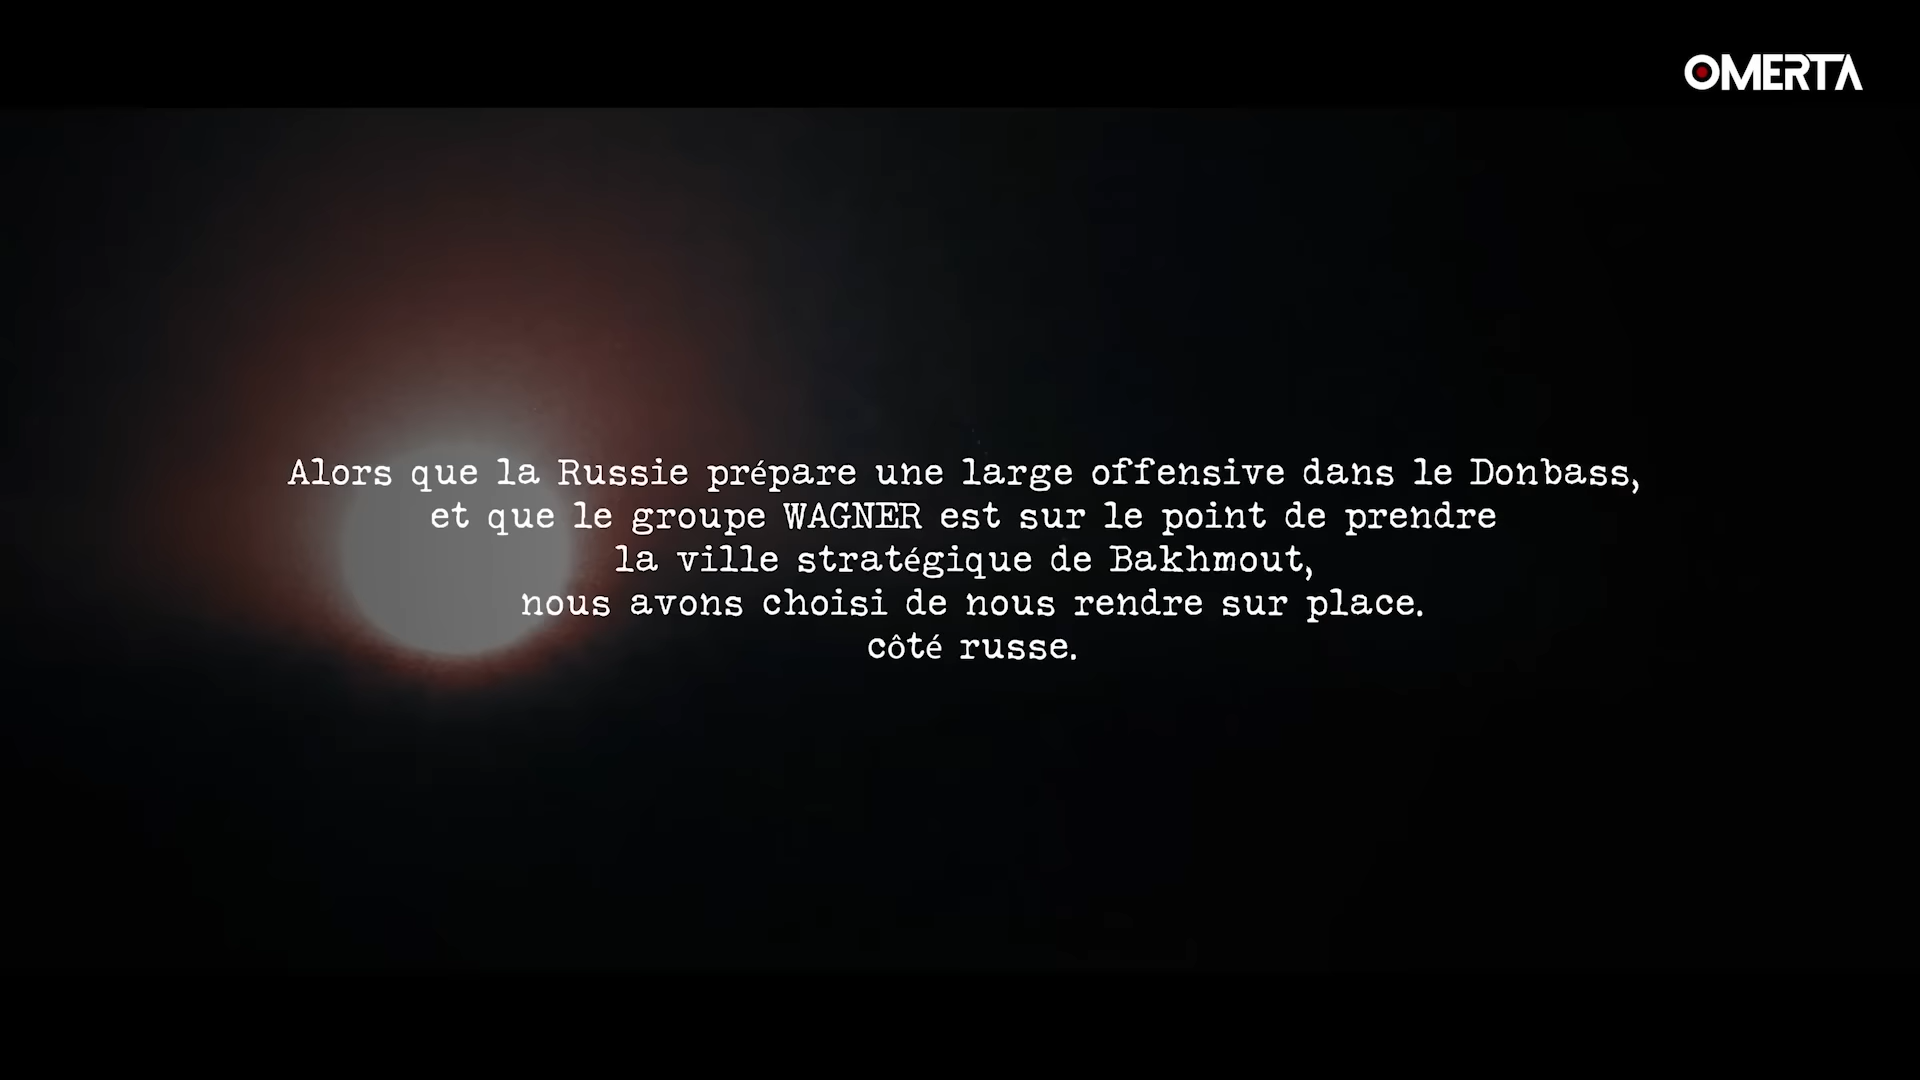 OMERTA
Alors que la Russie prépare une large offensive dans le Donbass,
et que le groupe WAGNER est sur le point de prendre
la ville stratégique de Bakhmout,
nous avons choisi de nous rendre sur place.
côté russe.